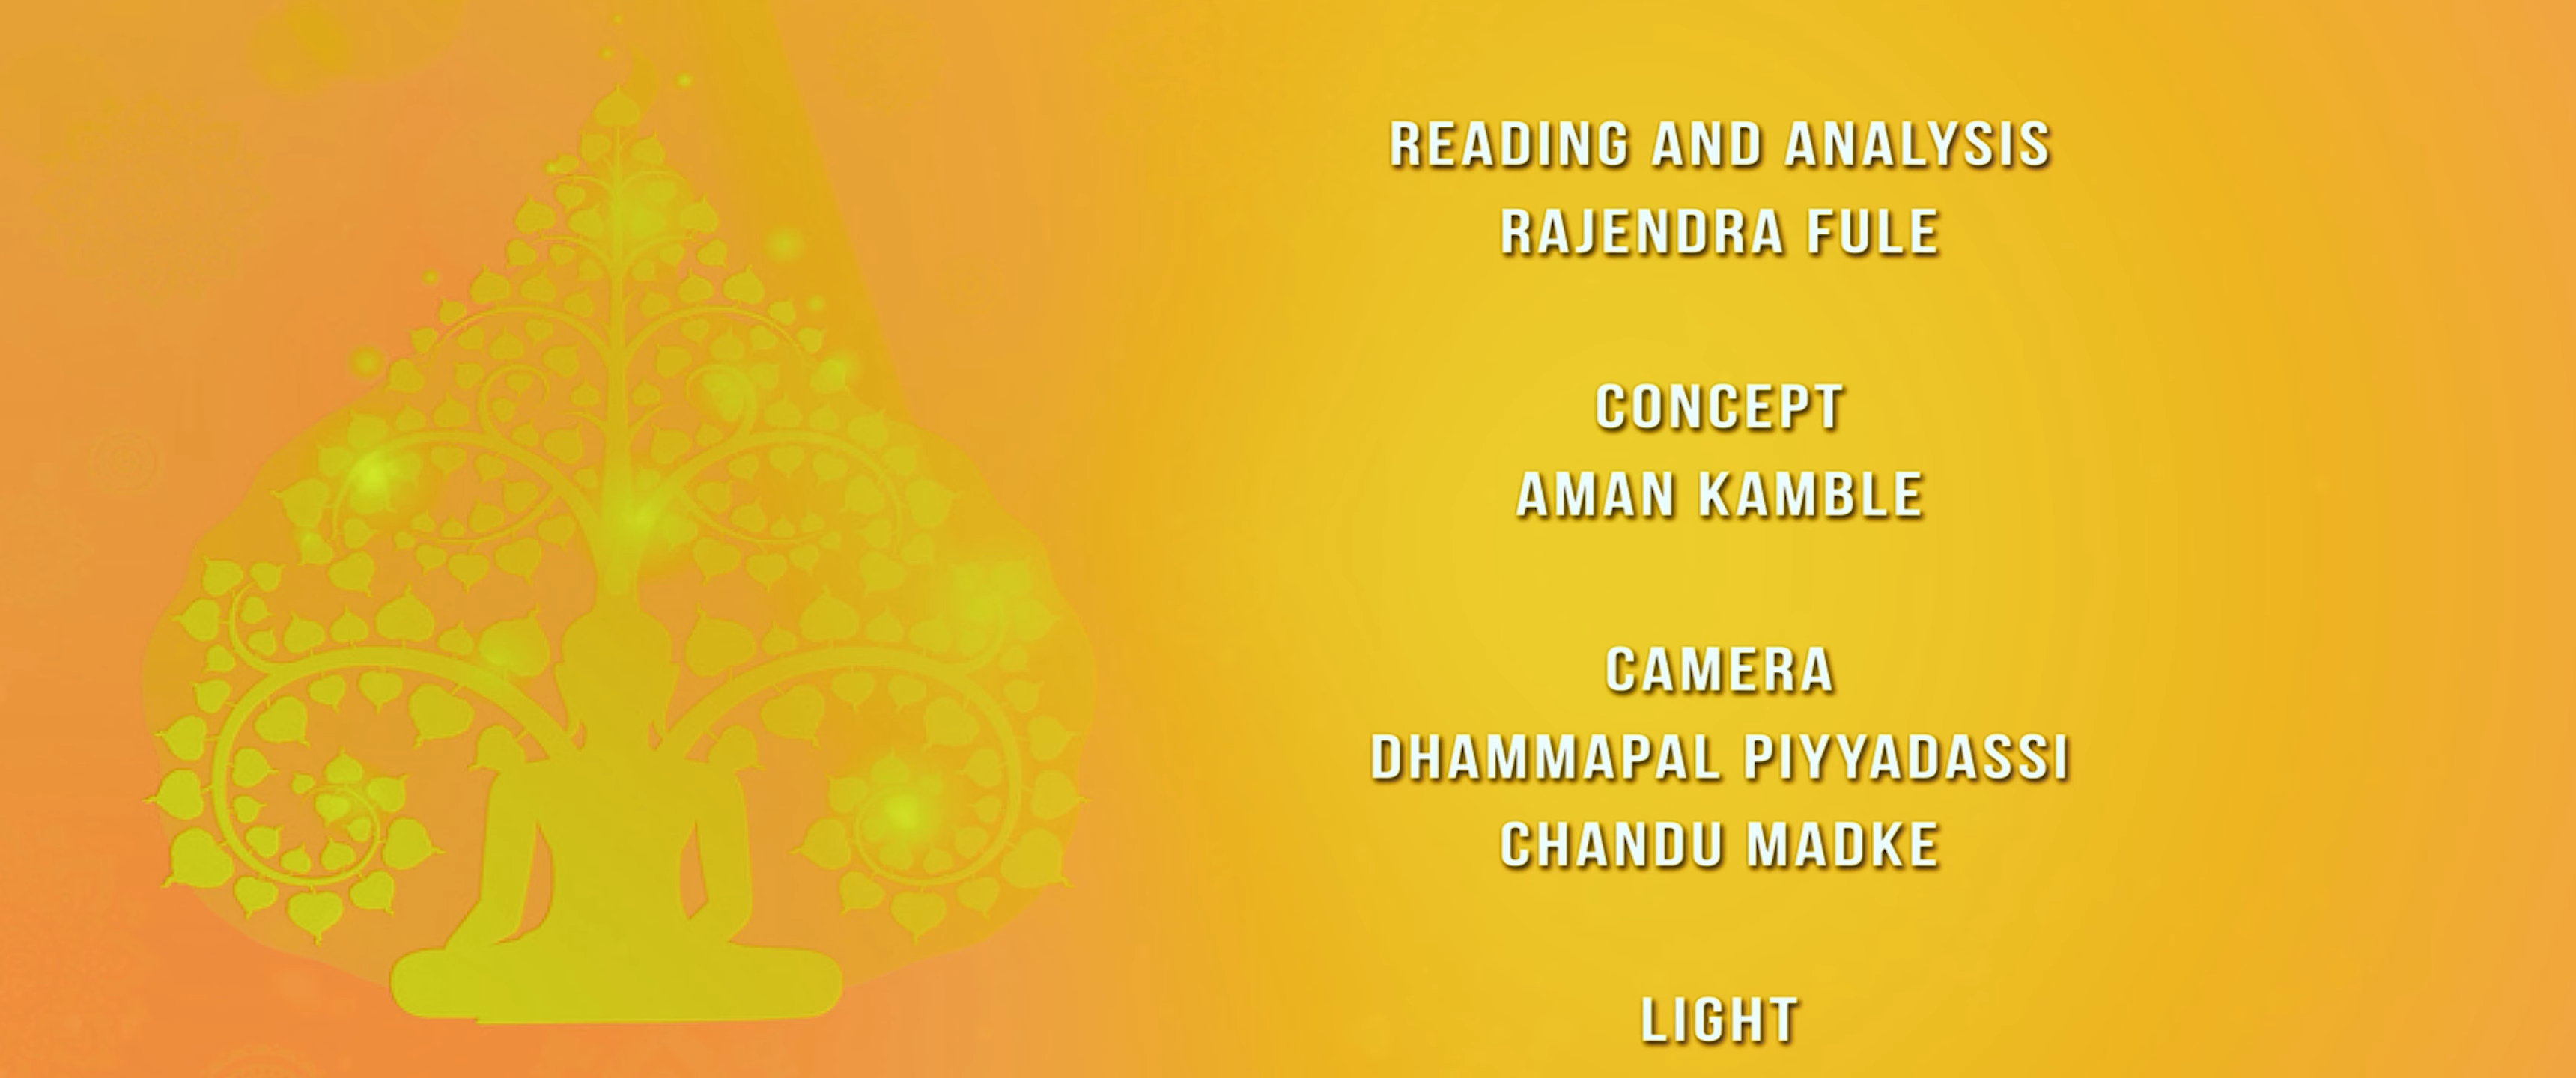 READING AND ANALYSIS
RAJENDRA FULE
CONCEPT
AMAN KAMBLE
CAMERA
DHAMMAPAL PIYYADASSI
CHANDU MADKE
LIGHT